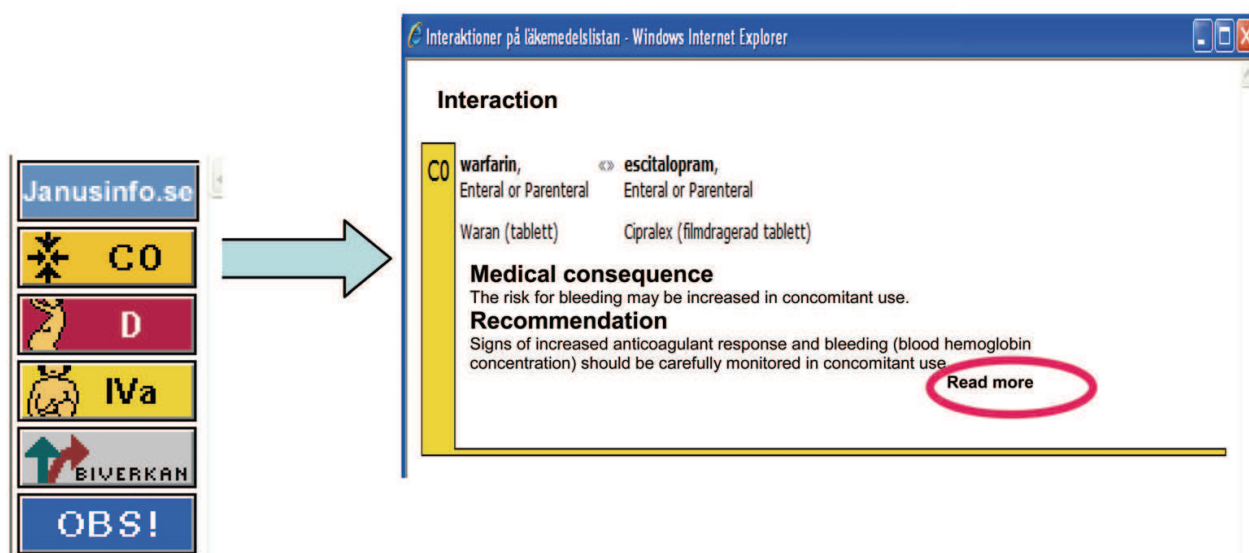 Janusinfo.se
C0
D
IVa
BIVERKAN
OBS!
Interaktioner på läkemedelslistan - Windows Internet Explorer
Interaction
C0 warfarin, escitalopram,
Enteral or Parenteral Enteral or Parenteral
Waran (tablett) Cipralex (filmdragerad tablett)
Medical consequence
The risk for bleeding may be increased in concomitant use.
Recommendation
Signs of increased anticoagulant response and bleeding (blood hemoglobin
concentration) should be carefully monitored in concomitant use.
Read more